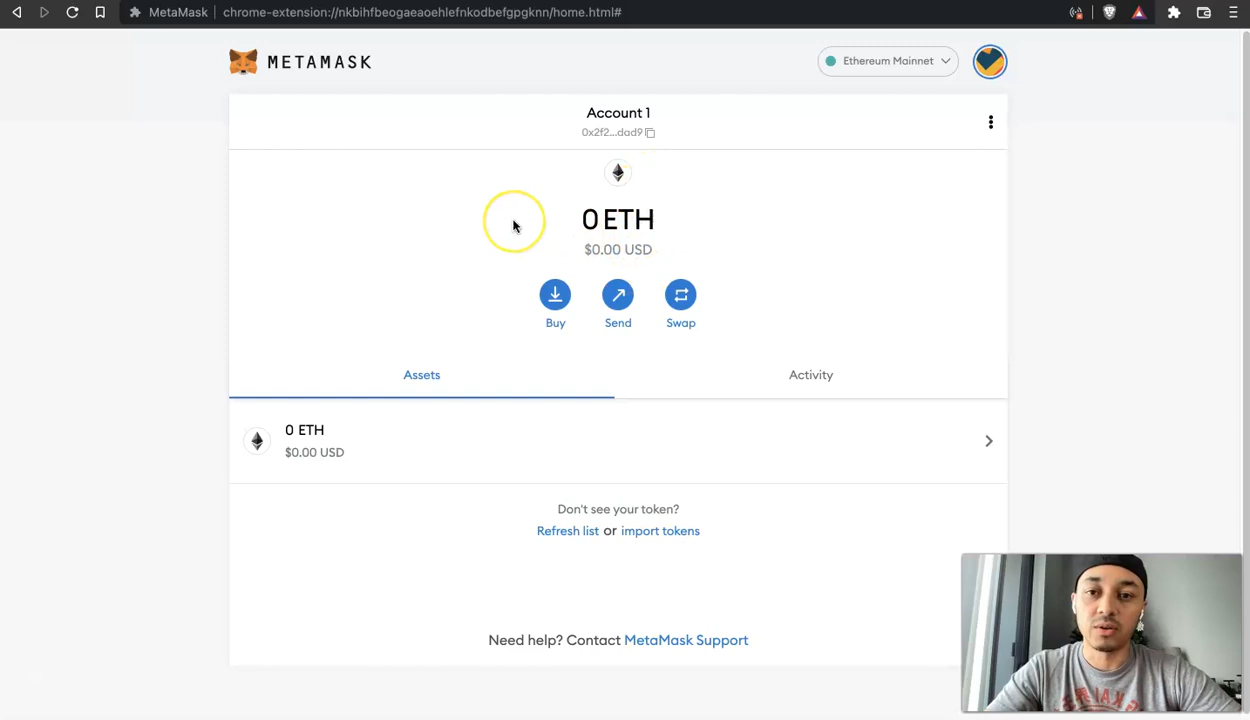 MetaMask
chrome-extension://nkbihfbeogaeaoehlefnkodbefgpgknn/home.html#
METAMASK
Ethereum Mainnet
Account 1
0x2f2...dad9
0 ETH
$0.00 USD
Buy
Send
Swap
Assets
Activity
0 ETH
$0.00 USD
Don't see your token?
Refresh list or import tokens
Need help? Contact MetaMask Support